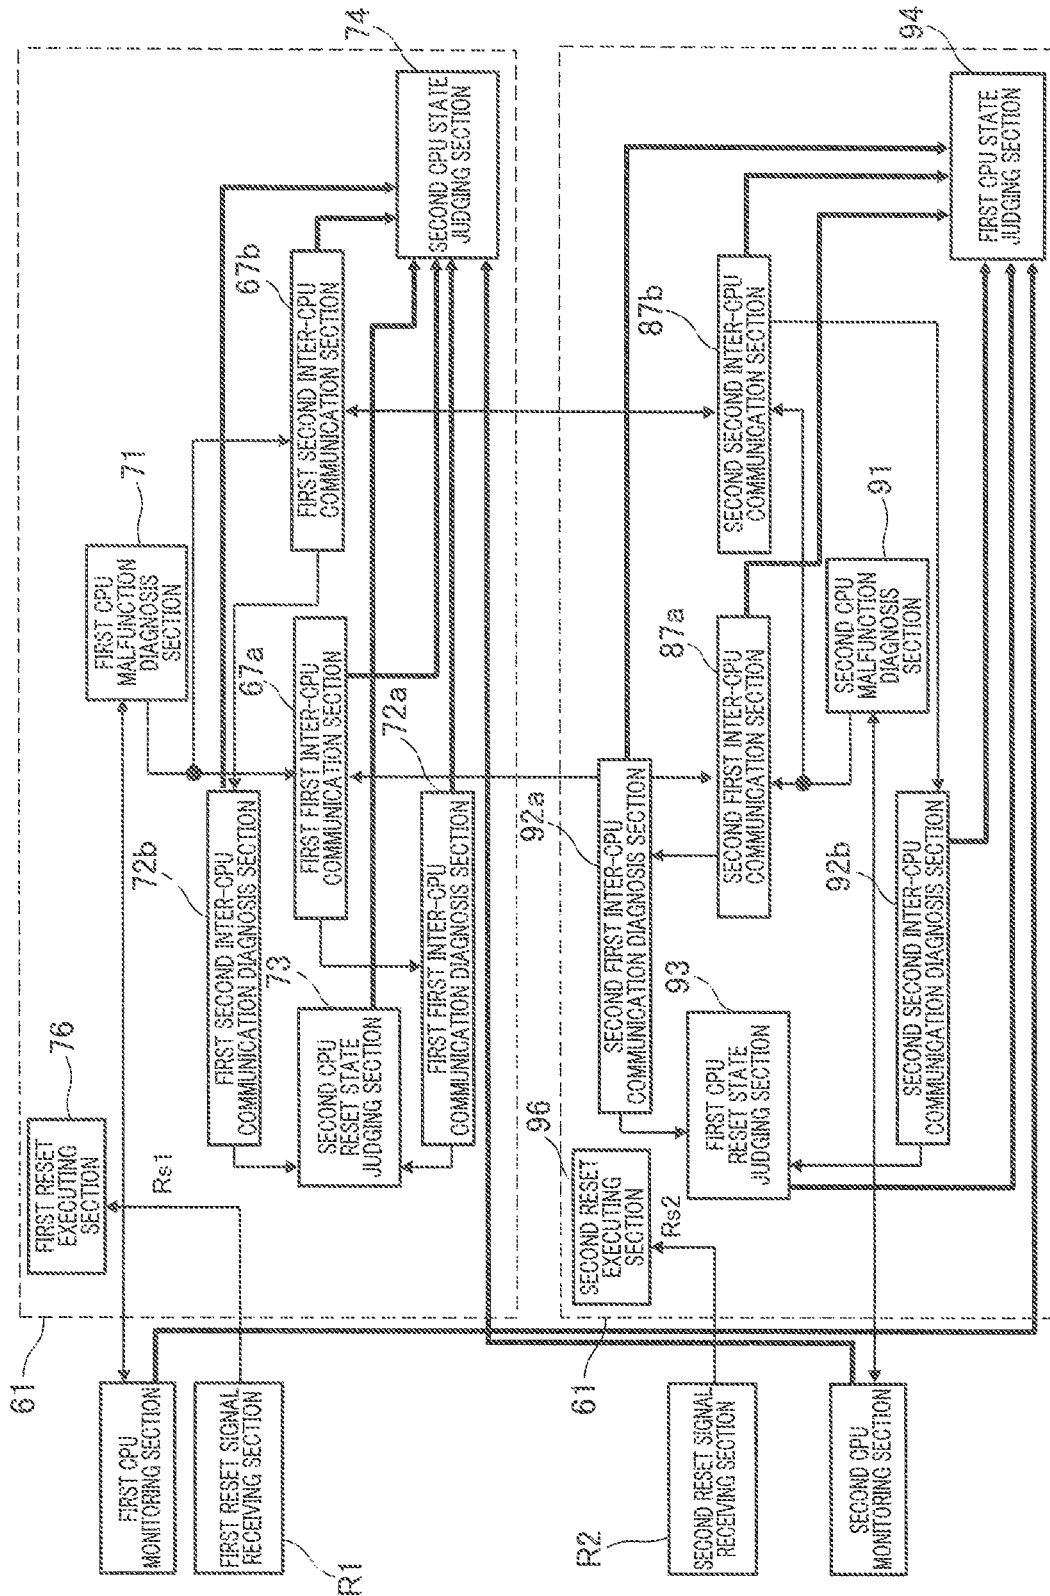 61
FIRST CPU
MONITORING SECTION
FIRST RESET SIGNAL
RECEIVING SECTION
R1
FIRST RESET
EXECUTING
SECTION
76
Rs1
FIRST CPU
MALFUNCTION
DIAGNOSIS
SECTION
71
72b
FIRST SECOND INTER-CPU
COMMUNICATION DIAGNOSIS SECTION
73
SECOND CPU
RESET STATE
JUDGING SECTION
67a
FIRST FIRST INTER-CPU
COMMUNICATION SECTION
72a
FIRST FIRST INTER-CPU
COMMUNICATION DIAGNOSIS SECTION
67b
FIRST SECOND INTER-CPU
COMMUNICATION SECTION
74
SECOND CPU STATE
JUDGING SECTION
61
R2
SECOND RESET SIGNAL
RECEIVING SECTION
SECOND CPU
MONITORING SECTION
96
SECOND RESET
EXECUTING
SECTION
Rs2
92a
SECOND FIRST INTER-CPU
COMMUNICATION DIAGNOSIS SECTION
93
FIRST CPU
RESET STATE
JUDGING SECTION
87a
SECOND FIRST INTER-CPU
COMMUNICATION SECTION
87b
SECOND SECOND INTER-CPU
COMMUNICATION SECTION
91
SECOND CPU
MALFUNCTION
DIAGNOSIS
SECTION
92b
SECOND SECOND INTER-CPU
COMMUNICATION DIAGNOSIS SECTION
94
FIRST CPU STATE
JUDGING SECTION